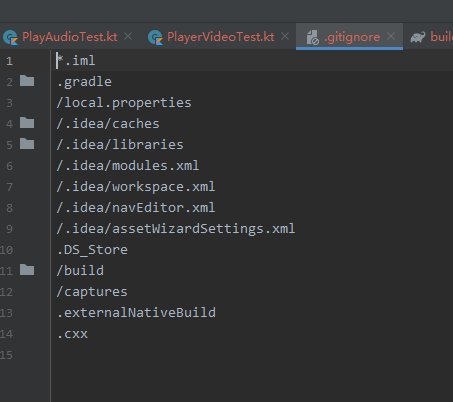 PlayAudioTest.kt PlayerVideoTest.kt .gitignore
1 *.iml
2 .gradle
3 /local.properties
4 /.idea/caches
5 /.idea/libraries
6 /.idea/modules.xml
7 /.idea/workspace.xml
8 /.idea/navEditor.xml
9 /.idea/assetWizardSettings.xml
10 .DS_Store
11 /build
12 /captures
13 .externalNativeBuild
14 .cxx
15